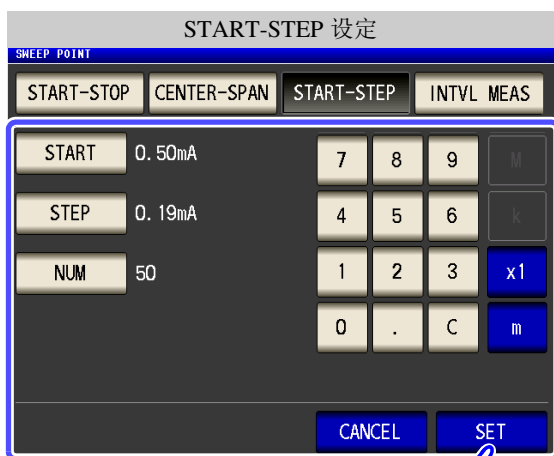 START-STEP 设定
SWEEP POINT
START-STOP CENTER-SPAN START-STEP INTVL MEAS
START 0.50mA 7 8 9 M
STEP 0.19mA 4 5 6 k
NUM 50 1 2 3 x1
0 . C m
CANCEL SET